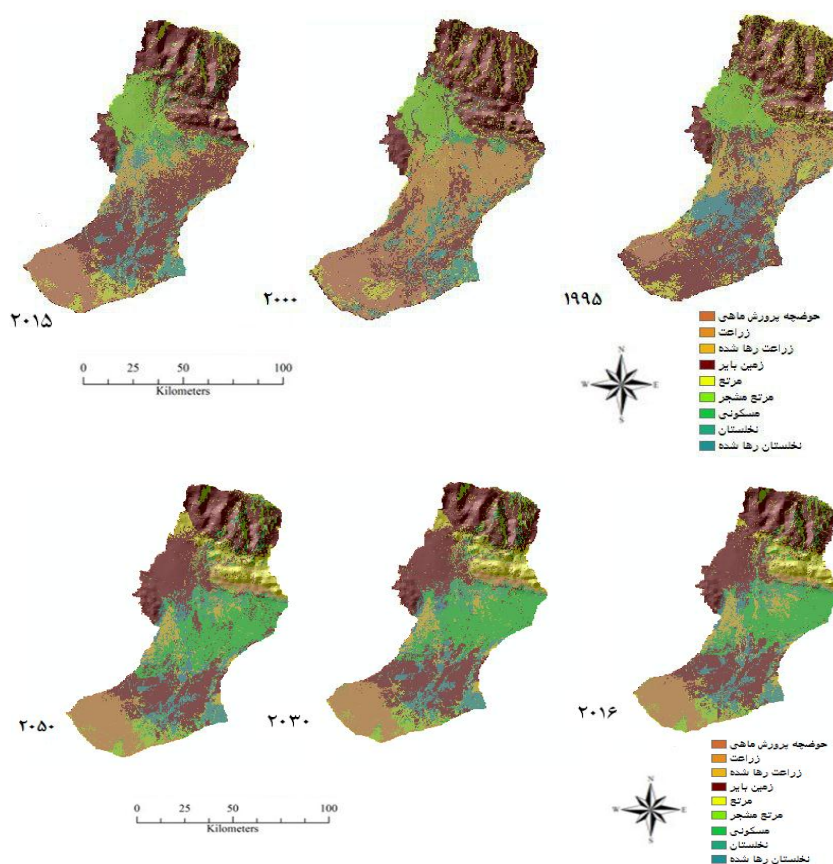 ۱۹۹۵
۲۰۰۰
۲۰۱۵
حوضچه پرورش ماهی
زراعت
زراعت رها شده
زمین بایر
مرتع
مرتع مشجر
مسکونی
نخلستان
نخلستان رها شده
N
W E
S
0 25 50 100
Kilometers
۲۰۱۶
۲۰۳۰
۲۰۵۰
حوضچه پرورش ماهی
زراعت
زراعت رها شده
زمین بایر
مرتع
مرتع مشجر
مسکونی
نخلستان
نخلستان رها شده
N
W E
S
0 25 50 100
Kilometers